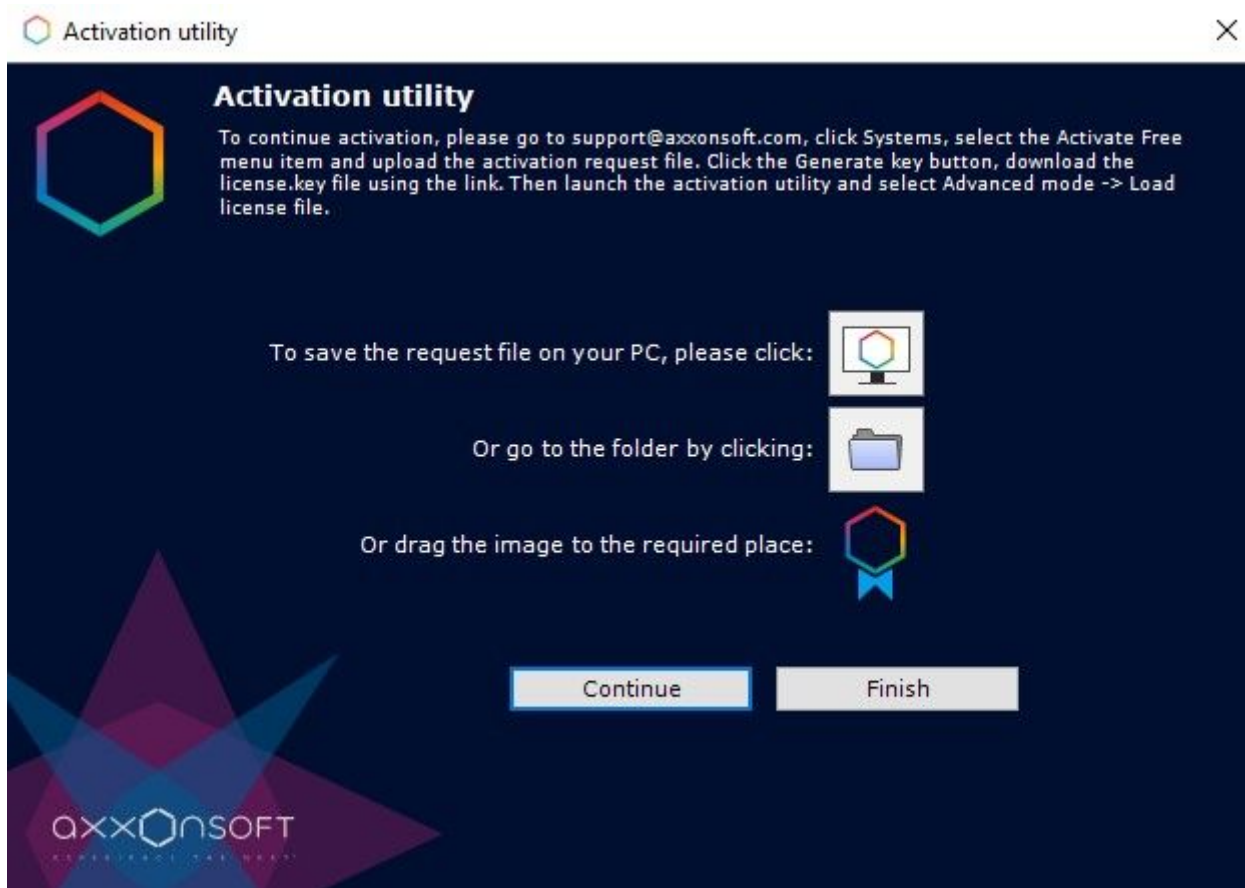 Activation utility
Activation utility
To continue activation, please go to support@axxonsoft.com, click Systems, select the Activate Free
menu item and upload the activation request file. Click the Generate key button, download the
license.key file using the link. Then launch the activation utility and select Advanced mode -> Load
license file.
To save the request file on your PC, please click:
Or go to the folder by clicking:
Or drag the image to the required place:
Continue
Finish
axxonsoft
EXPERIENCE THE NEXT